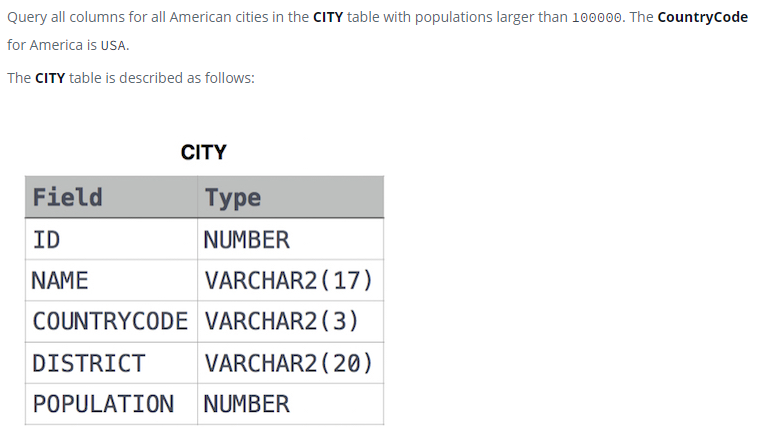 Query all columns for all American cities in the CITY table with populations larger than 100000. The CountryCode
for America is USA.
The CITY table is described as follows:
CITY
Field Type
ID NUMBER
NAME VARCHAR2(17)
COUNTRYCODE VARCHAR2(3)
DISTRICT VARCHAR2(20)
POPULATION NUMBER